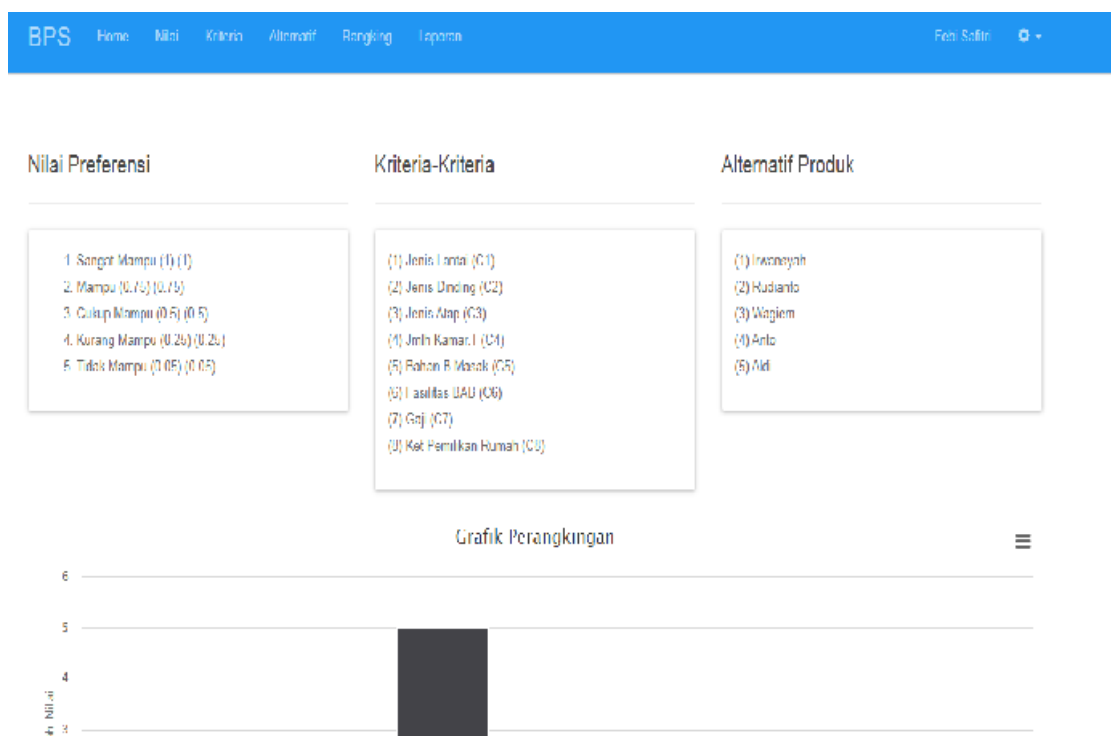 BPS Home Nilai Kriteria Alternatif Rangking Laporan Febi Safitri
Nilai Preferensi
1. Sangat Mampu (1) (1)
2. Mampu (0.75) (0.75)
3. Cukup Mampu (0.5) (0.5)
4. Kurang Mampu (0.25) (0.25)
5. Tidak Mampu (0.05) (0.05)
Kriteria-Kriteria
(1) Jenis Lantai (C1)
(2) Jenis Dinding (C2)
(3) Jenis Atap (C3)
(4) Jmlh Kamar.T (C4)
(5) Bahan B Masak (C5)
(6) Fasilitas BAB (C6)
(7) Gaji (C7)
(8) Ket Pemilikan Rumah (C8)
Alternatif Produk
(1) Irwansyah
(2) Rudianto
(3) Wagiem
(4) Anto
(5) Aldi
Grafik Perangkingan
6
5
4
3
Nilai